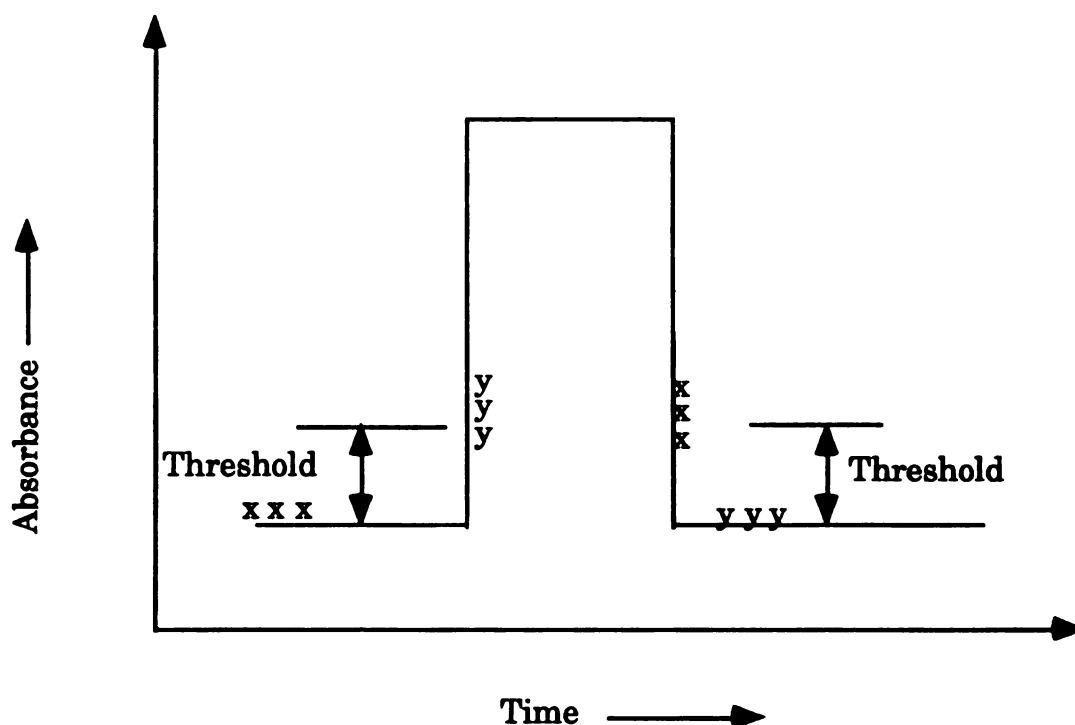 Absorbance
y
y
y
x
x
x
Threshold
Threshold
x x x
y y y
Time